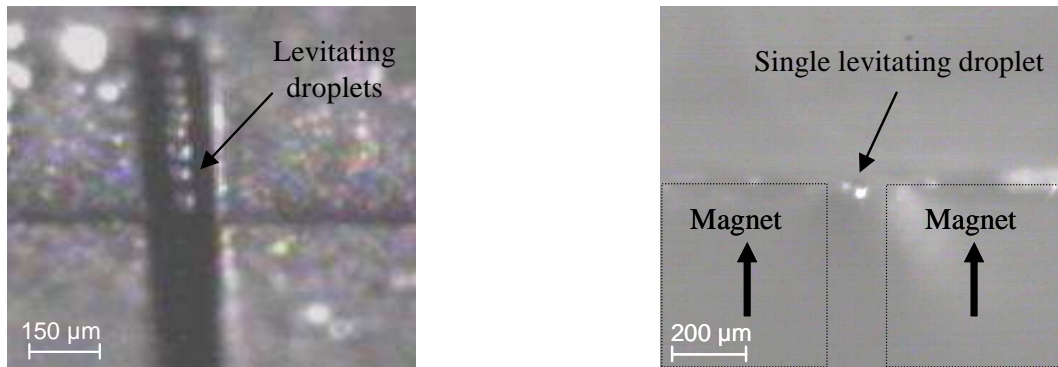 Levitating
droplets
150 µm
Single levitating droplet
Magnet
Magnet
200 µm